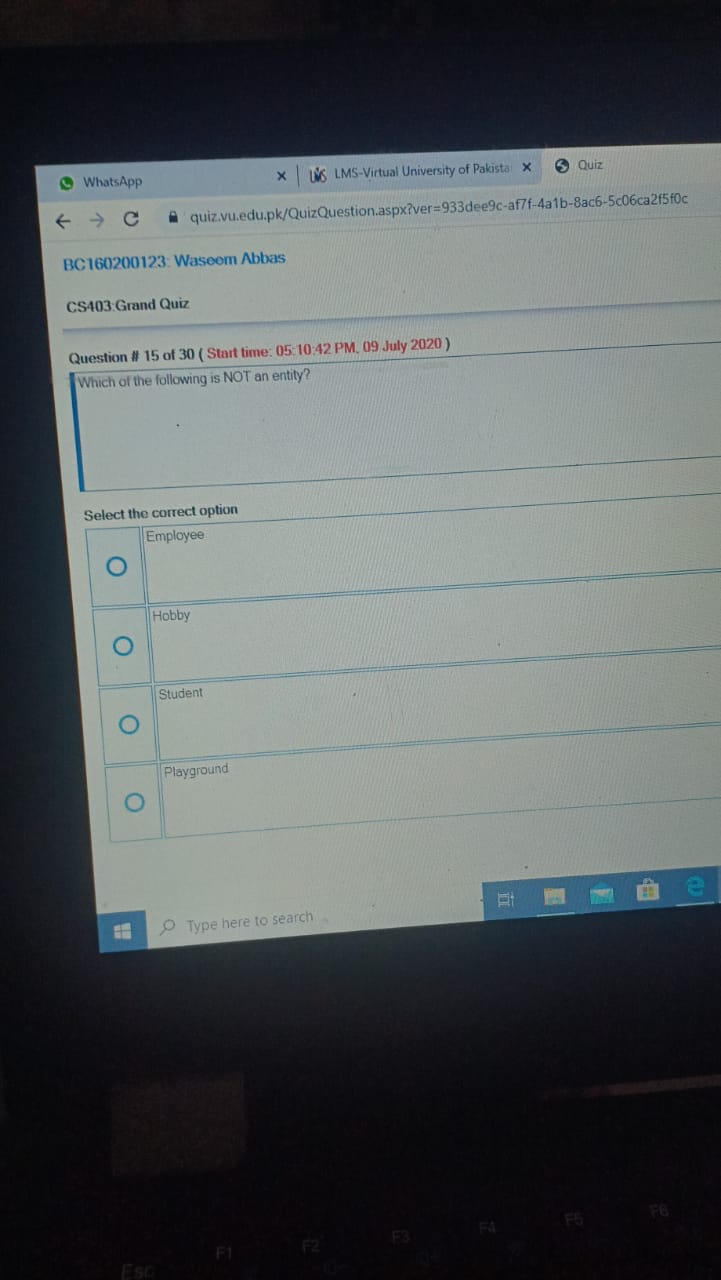 WhatsApp
LMS-Virtual University of Pakista
Quiz
quiz.vu.edu.pk/QuizQuestion.aspx?ver=933dee9c-af7f-4a1b-8ac6-5c06ca2f5f0c
BC160200123: Waseem Abbas
CS403:Grand Quiz
Question # 15 of 30 ( Start time: 05:10:42 PM, 09 July 2020 )
Which of the following is NOT an entity?
Select the correct option
Employee
Hobby
Student
Playground
Type here to search
Esc F1 F2 F3 F4 F5 F6